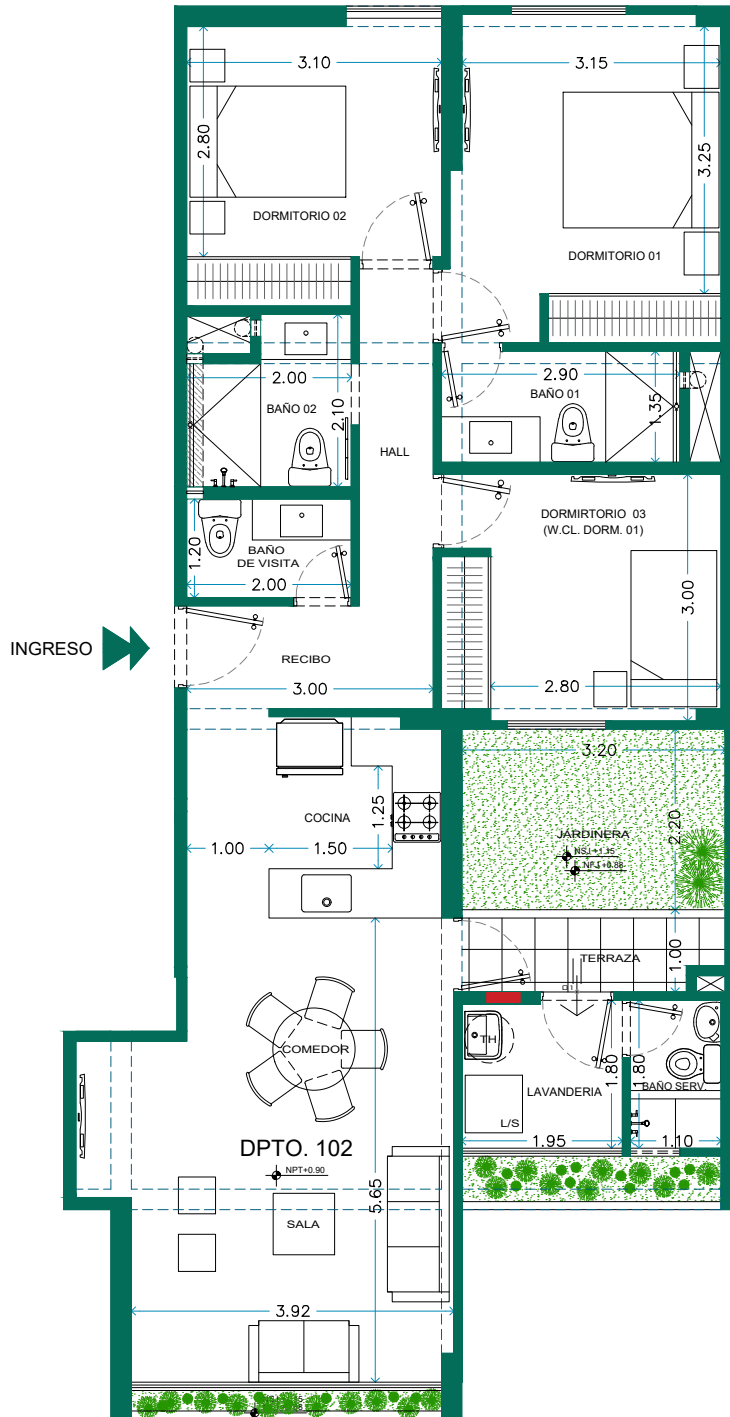 3.10
3.15
2.80
3.25
DORMITORIO 02
DORMITORIO 01
2.00
2.90
BAÑO 01
BAÑO 02
2.10
1.35
HALL
DORMIRTORIO 03
(W.CL. DORM. 01)
1.20
BAÑO
DE VISITA
2.00
3.00
INGRESO
RECIBO
3.00
2.80
3.20
COCINA
1.25
1.00
1.50
JARDINERA
2.20
TERRAZA
1.00
COMEDOR
TH
LAVANDERIA
1.80
1.80
BAÑO SERV.
L/S
1.95
1.10
DPTO. 102
NPT+0.90
5.65
SALA
3.92